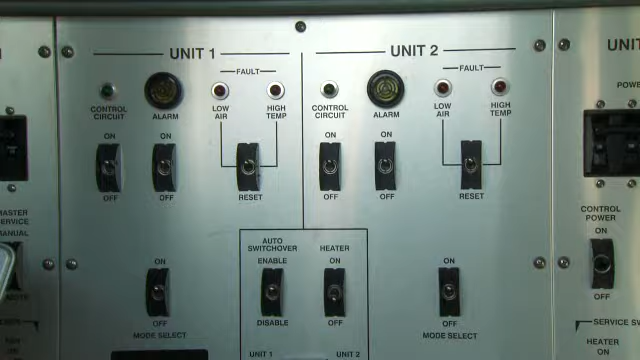 UNIT 1
UNIT 2
UNIT
FAULT
FAULT
POWE
CONTROL
CIRCUIT
ALARM
LOW
AIR
HIGH
TEMP
CONTROL
CIRCUIT
ALARM
LOW
AIR
HIGH
TEMP
ON
ON
ON
ON
OFF
OFF
RESET
OFF
OFF
RESET
MASTER
SERVICE
MANUAL
CONTROL
POWER
ON
OFF
AUTO
SWITCHOVER
ENABLE
DISABLE
HEATER
ON
OFF
ON
OFF
MODE SELECT
ON
OFF
MODE SELECT
SERVICE SW
HEATER
ON
UNIT 1
UNIT 2